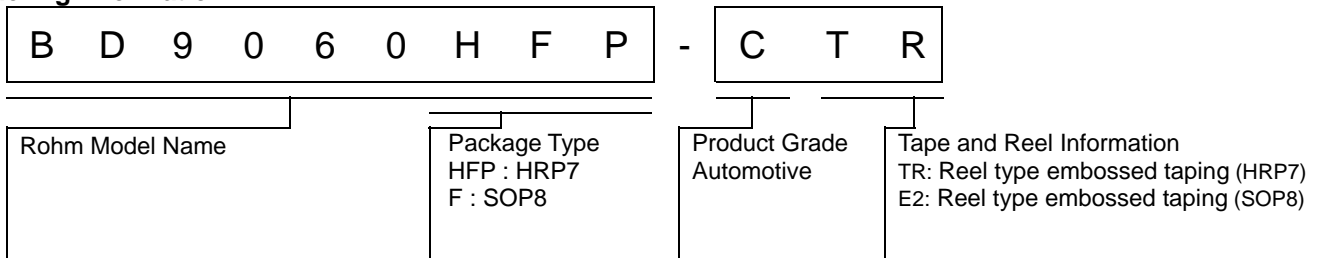 B D 9 0 6 0 H F P - C T R
Rohm Model Name
Package Type
HFP : HRP7
F : SOP8
Product Grade
Automotive
Tape and Reel Information
TR: Reel type embossed taping (HRP7)
E2: Reel type embossed taping (SOP8)